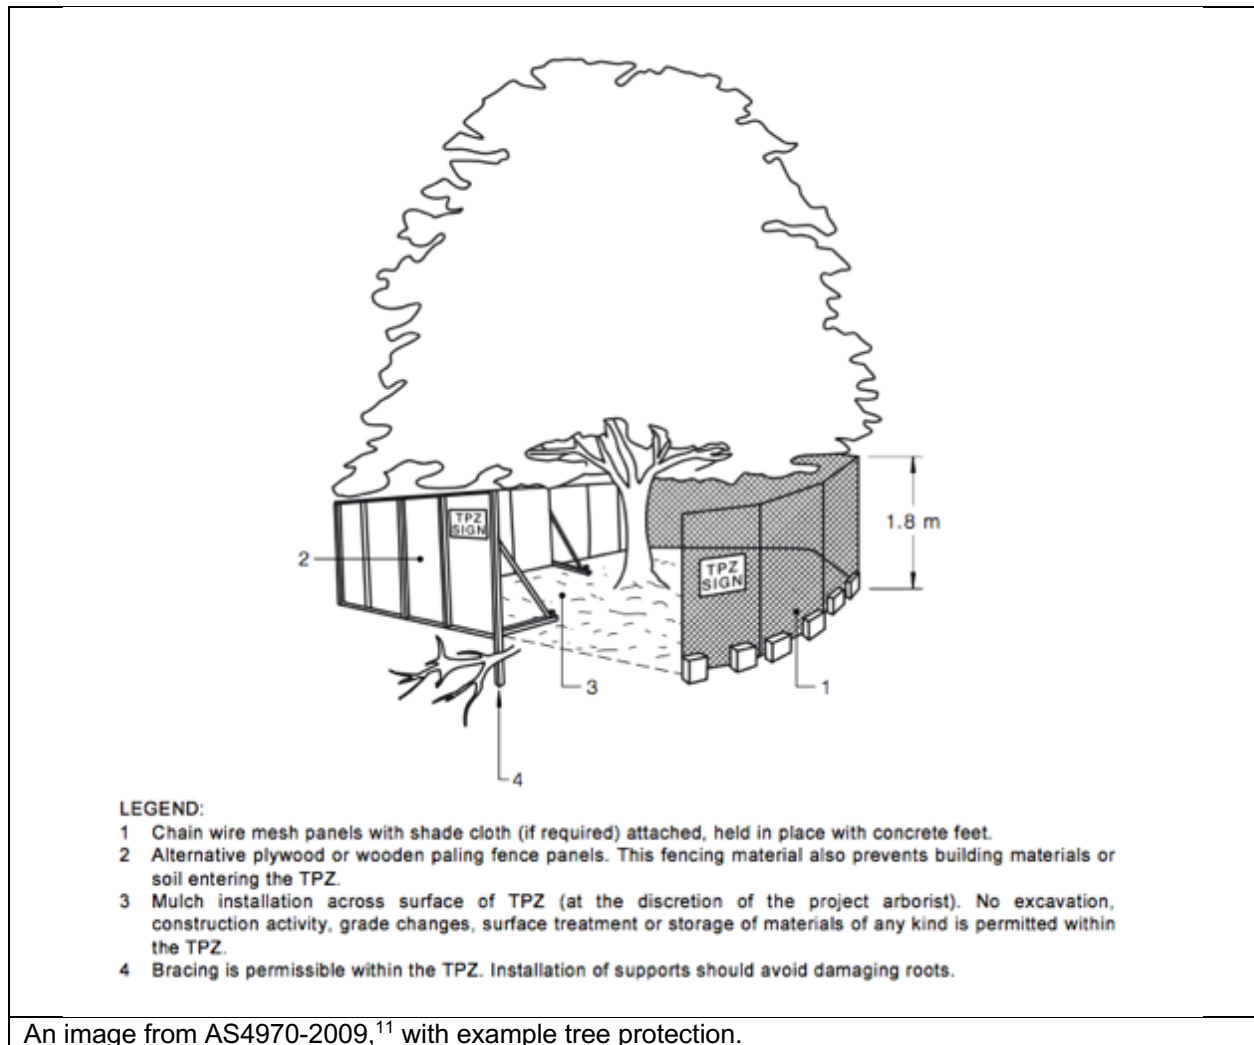 TPZ
SIGN
2
1.8 m
TPZ
SIGN
3
1
4
LEGEND:
1 Chain wire mesh panels with shade cloth (if required) attached, held in place with concrete feet.
2 Alternative plywood or wooden paling fence panels. This fencing material also prevents building materials or
soil entering the TPZ.
3 Mulch installation across surface of TPZ (at the discretion of the project arborist). No excavation,
construction activity, grade changes, surface treatment or storage of materials of any kind is permitted within
the TPZ.
4 Bracing is permissible within the TPZ. Installation of supports should avoid damaging roots.
An image from AS4970-2009,¹¹ with example tree protection.